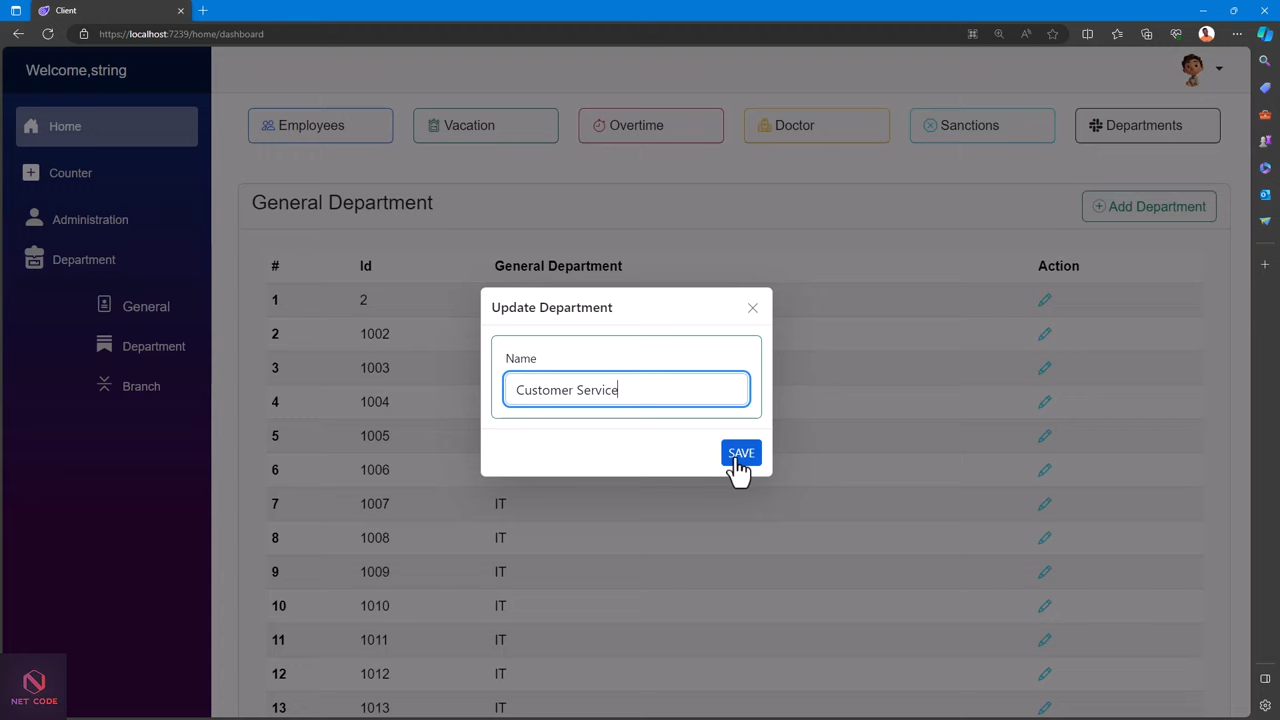 Client
https://localhost:7239/home/dashboard
Welcome,string
Home
Counter
Administration
Department
General
Department
Branch
Employees
Vacation
Overtime
Doctor
Sanctions
Departments
General Department
Add Department
# Id General Department Action
1 2
2 1002
3 1003
4 1004
5 1005
6 1006
7 1007 IT
8 1008 IT
9 1009 IT
10 1010 IT
11 1011 IT
12 1012 IT
13 1013 IT
Update Department
Name
Customer Service
SAVE
NET CODE